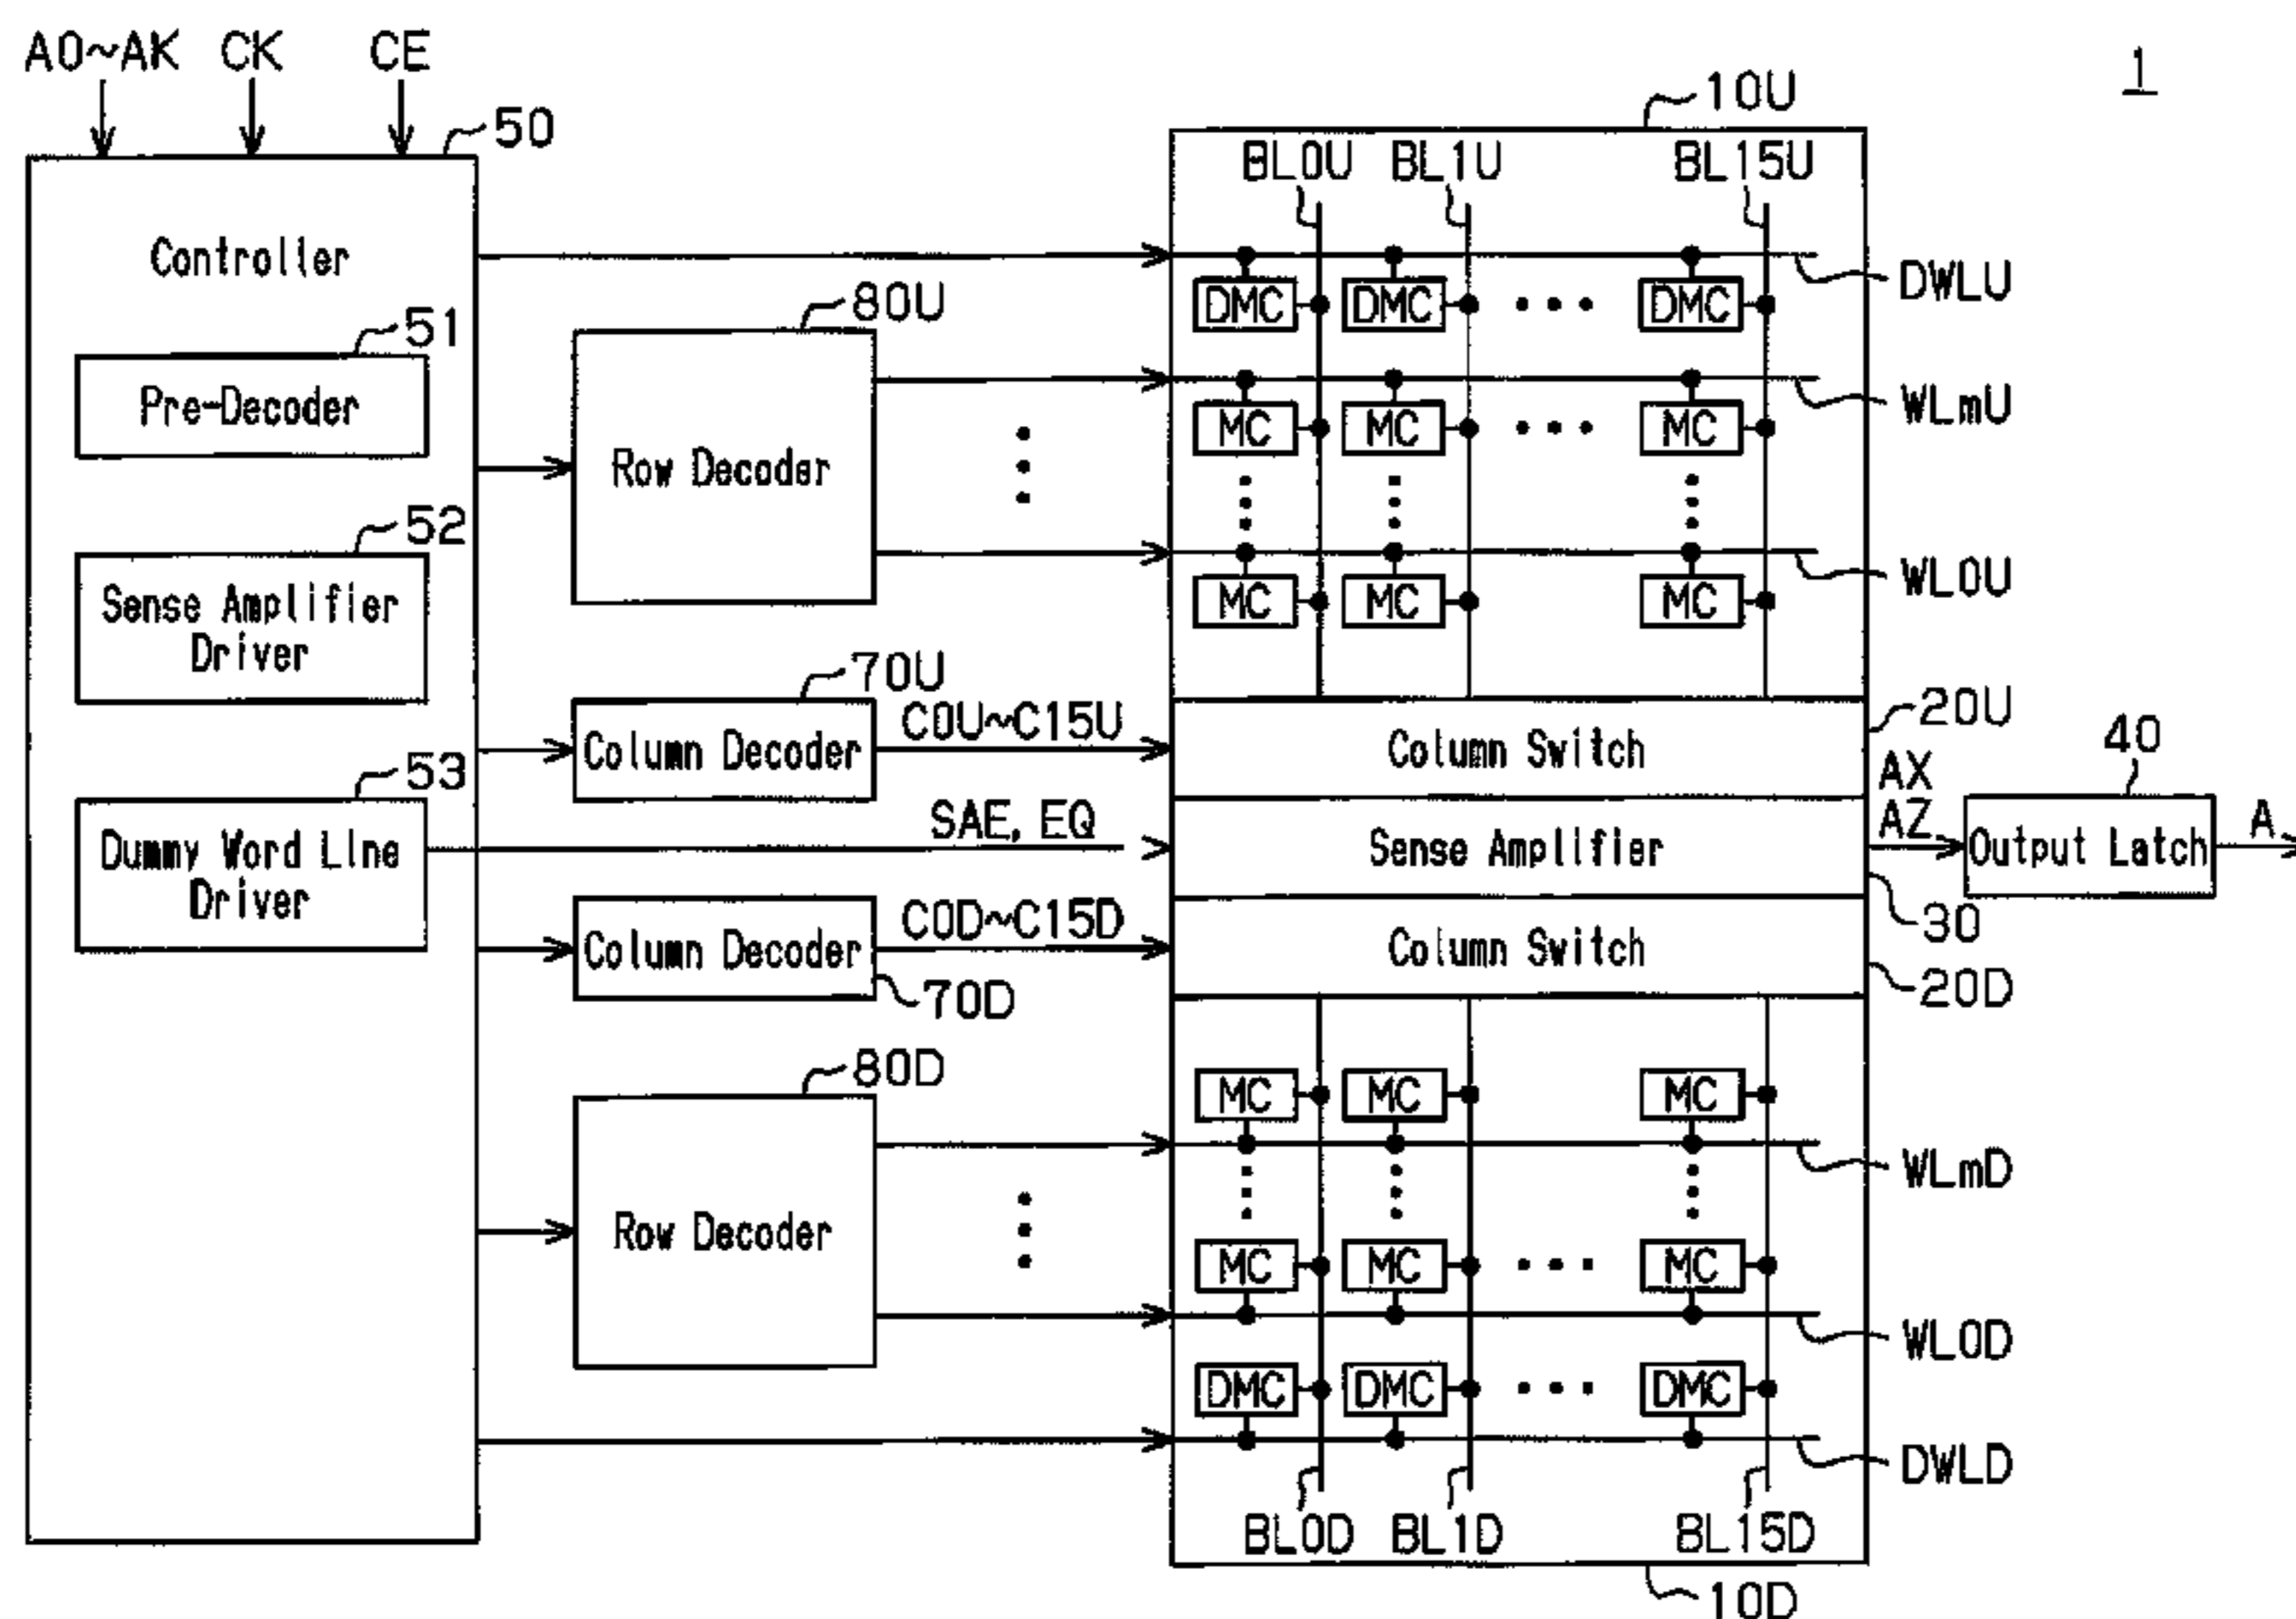 A0~AK CK CE
1
50
10U
BL0U BL1U BL15U
Controller
DWLU
DMC DMC DMC
80U
51
Pre-Decoder
WLmU
MC MC MC
Row Decoder
52
Sense Amplifier
Driver
WL0U
MC MC MC
70U
C0U~C15U
Column Decoder
Column Switch
20U
40
53
AX
SAE, EQ
AZ
A
Dummy Word Line
Driver
Sense Amplifier
Output Latch
C0D~C15D
30
Column Decoder
Column Switch
70D
20D
80D
MC MC MC
WLmD
Row Decoder
MC MC MC
WL0D
DMC DMC DMC
DWLD
BL0D BL1D BL15D
10D